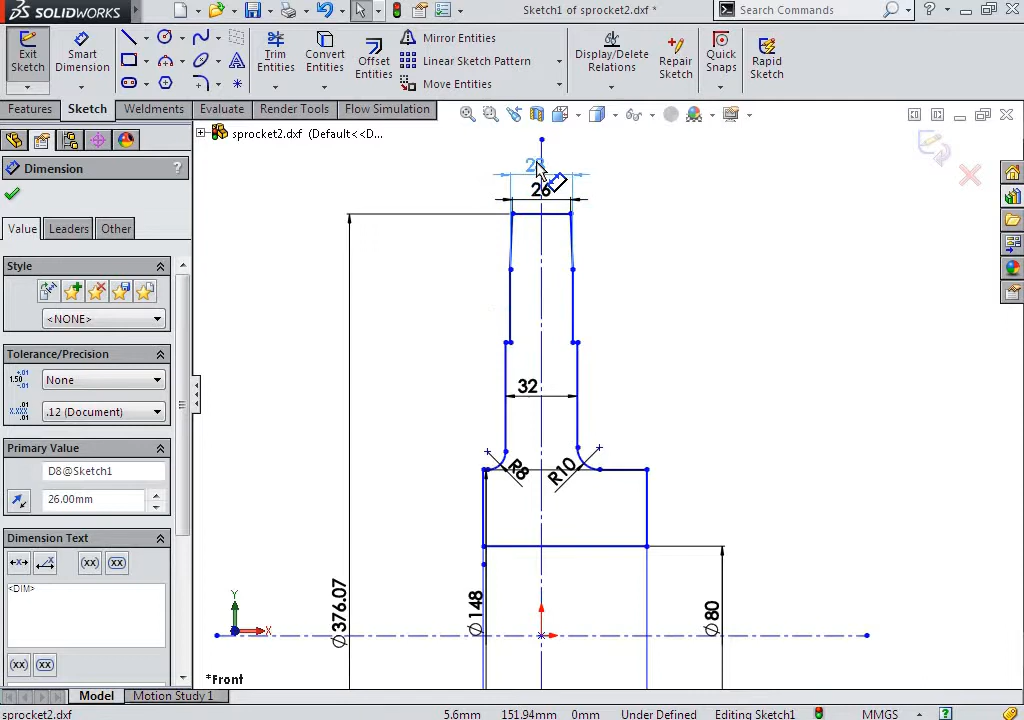 SOLIDWORKS
Sketch1 of sprocket2.dxf *
Search Commands
Exit Sketch
Smart Dimension
Trim Entities
Convert Entities
Offset Entities
Mirror Entities
Linear Sketch Pattern
Move Entities
Display/Delete Relations
Repair Sketch
Quick Snaps
Rapid Sketch
Features
Sketch
Weldments
Evaluate
Render Tools
Flow Simulation
sprocket2.dxf (Default<<D...
Dimension
?
Value
Leaders
Other
Style
<NONE>
Tolerance/Precision
None
.12 (Document)
Primary Value
D8@Sketch1
26.00mm
Dimension Text
<DIM>
26
32
R8
R10
Ø376.07
Ø148
Ø80
Y
X
*Front
Model
Motion Study 1
sprocket2.dxf
5.6mm
151.94mm
0mm
Under Defined
Editing Sketch1
MMGS